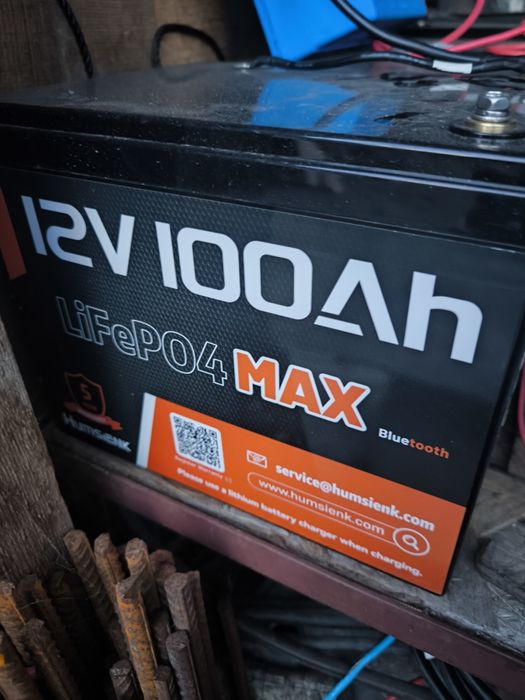 12V 100Ah
LiFePO4 MAX
Bluetooth
5
HUMSIENK
service@humsienk.com
www.humsienk.com
Please use a lithium battery charger when charging.